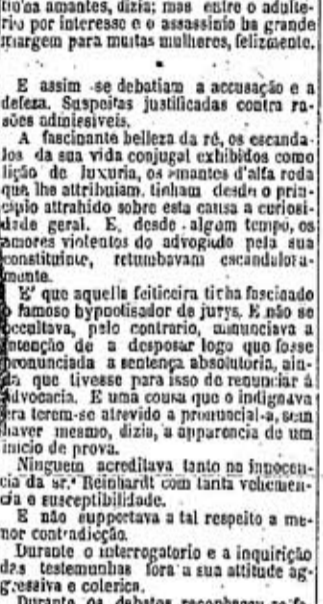 amantes, dizia; mas entre o adulte-
rio por interesse e o assassinio ha grande
margem para muitas mulheres, felizmente.
*
E assim se debatiam a accusação e a
defeza. Suspeitas justificadas contra ra-
sões admissiveis.
A fascinante belleza da ré, os escanda-
los da sua vida conjugal exhibidos como
lição de luxuria, os amantes d'alta roda
que lhe attribuiam, tinham desde o prin-
cipio attrahido sobre esta causa a curiosi-
dade geral. E, desde algum tempo, os
amores violentos do advogado pela sua
constituinte, retumbavam escandalora-
mente.
E' que aquella feiticeira tinha fascinado
o famoso hypnotisador de jurys. E não se
occultava, pelo contrario, annunciava a
intenção de a desposar logo que fosse
pronunciada a sentença absolutoria, ain-
da que tivesse para isso de renunciar á
advocacia. E uma cousa que o indignava
era terem-se atrevido a pronuncial-a, sem
haver mesmo, dizia, a apparencia de um
inicio de prova.
Ninguem acreditava tanto na innocen-
cia da sr.ª Reinhardt com tanta vehemen-
cia e susceptibilidade.
E não supportava a tal respeito a me-
nor contradicção.
Durante o interrogatorio e a inquirição
das testemunhas fora a sua attitude ag-
gressiva e colerica.
Durante os debates